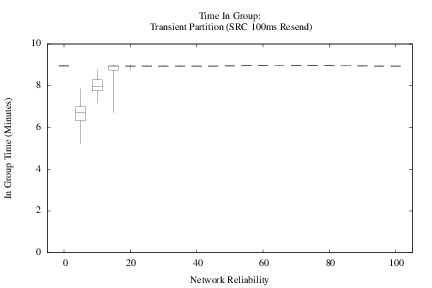 Time In Group:
Transient Partition (SRC 100ms Resend)
10
8
6
4
2
0
In Group Time (Minutes)
0 20 40 60 80 100
Network Reliability